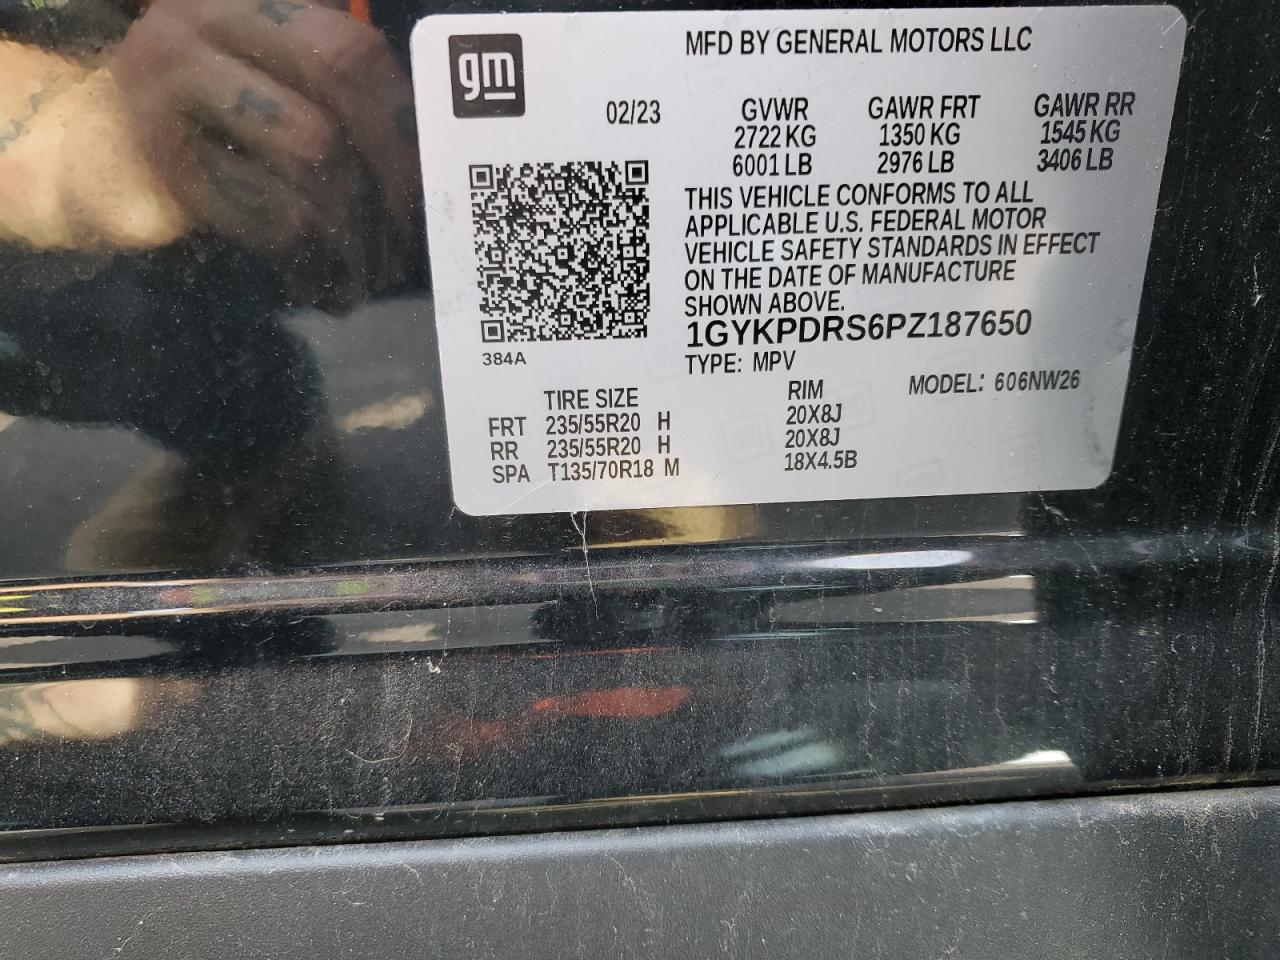 gm
MFD BY GENERAL MOTORS LLC
02/23 GVWR GAWR FRT GAWR RR
2722 KG 1350 KG 1545 KG
6001 LB 2976 LB 3406 LB
THIS VEHICLE CONFORMS TO ALL
APPLICABLE U.S. FEDERAL MOTOR
VEHICLE SAFETY STANDARDS IN EFFECT
ON THE DATE OF MANUFACTURE
SHOWN ABOVE.
1GYKPDRS6PZ187650
384A
TYPE: MPV
MODEL: 606NW26
TIRE SIZE RIM
FRT 235/55R20 H 20X8J
RR 235/55R20 H 20X8J
SPA T135/70R18 M 18X4.5B